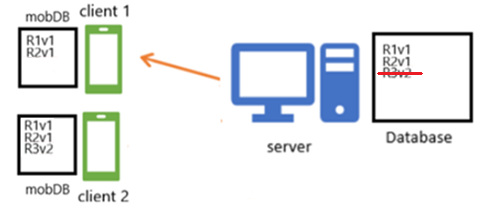 mobDB
client 1
R1v1
R2v1
R1v1
R2v1
R3v2
mobDB
client 2
server
R1v1
R2v1
R3v2
Database